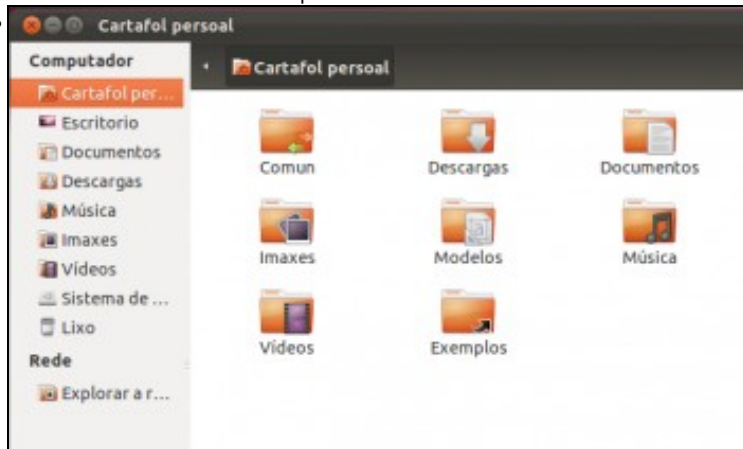 Cartafol persoal
Computador
Cartafol per...
Escritorio
Documentos
Descargas
Música
Imaxes
Vídeos
Sistema de ...
Lixo
Rede
Explorar a r...
Cartafol persoal
Comun
Descargas
Documentos
Imaxes
Modelos
Música
Vídeos
Exemplos